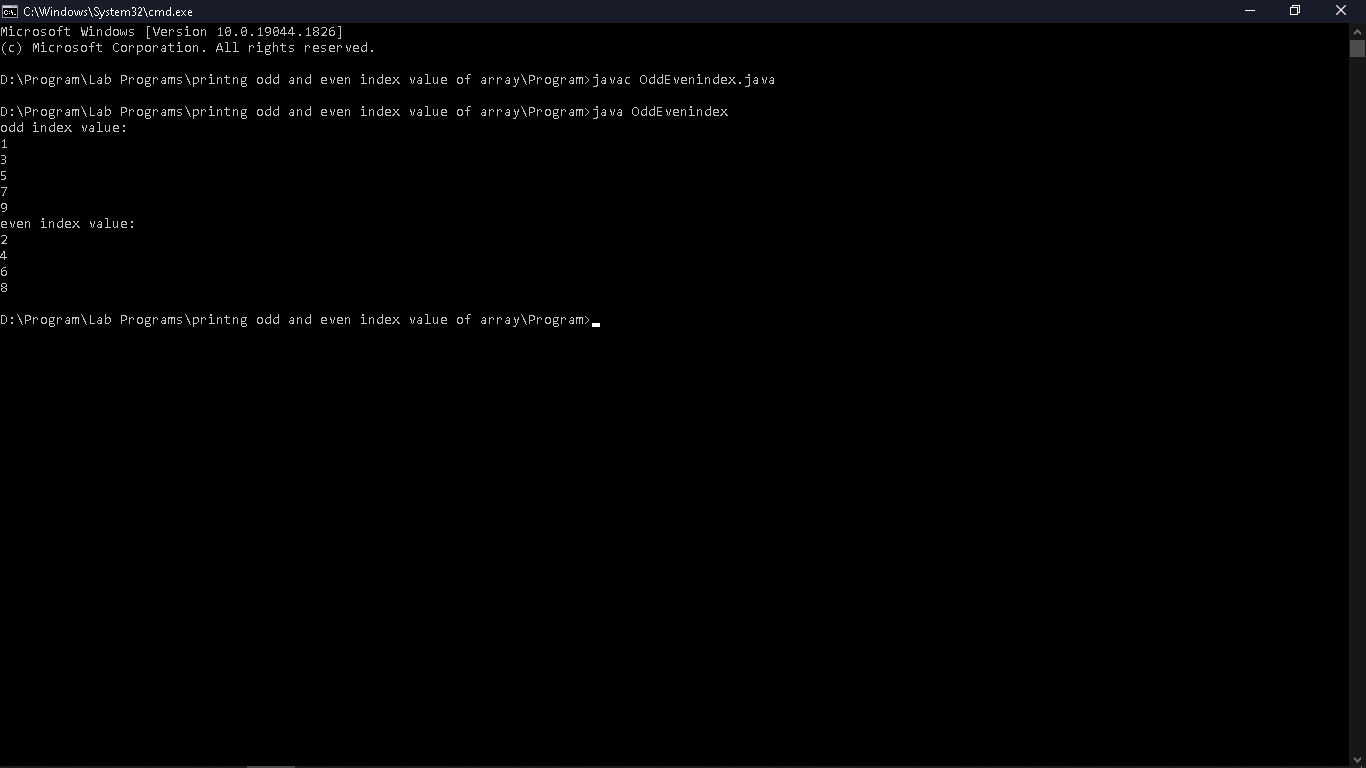 C:\Windows\System32\cmd.exe
Microsoft Windows [Version 10.0.19044.1826]
(c) Microsoft Corporation. All rights reserved.
D:\Program\Lab Programs\printng odd and even index value of array\Program>javac OddEvenindex.java
D:\Program\Lab Programs\printng odd and even index value of array\Program>java OddEvenindex
odd index value:
1
3
5
7
9
even index value:
2
4
6
8
D:\Program\Lab Programs\printng odd and even index value of array\Program>